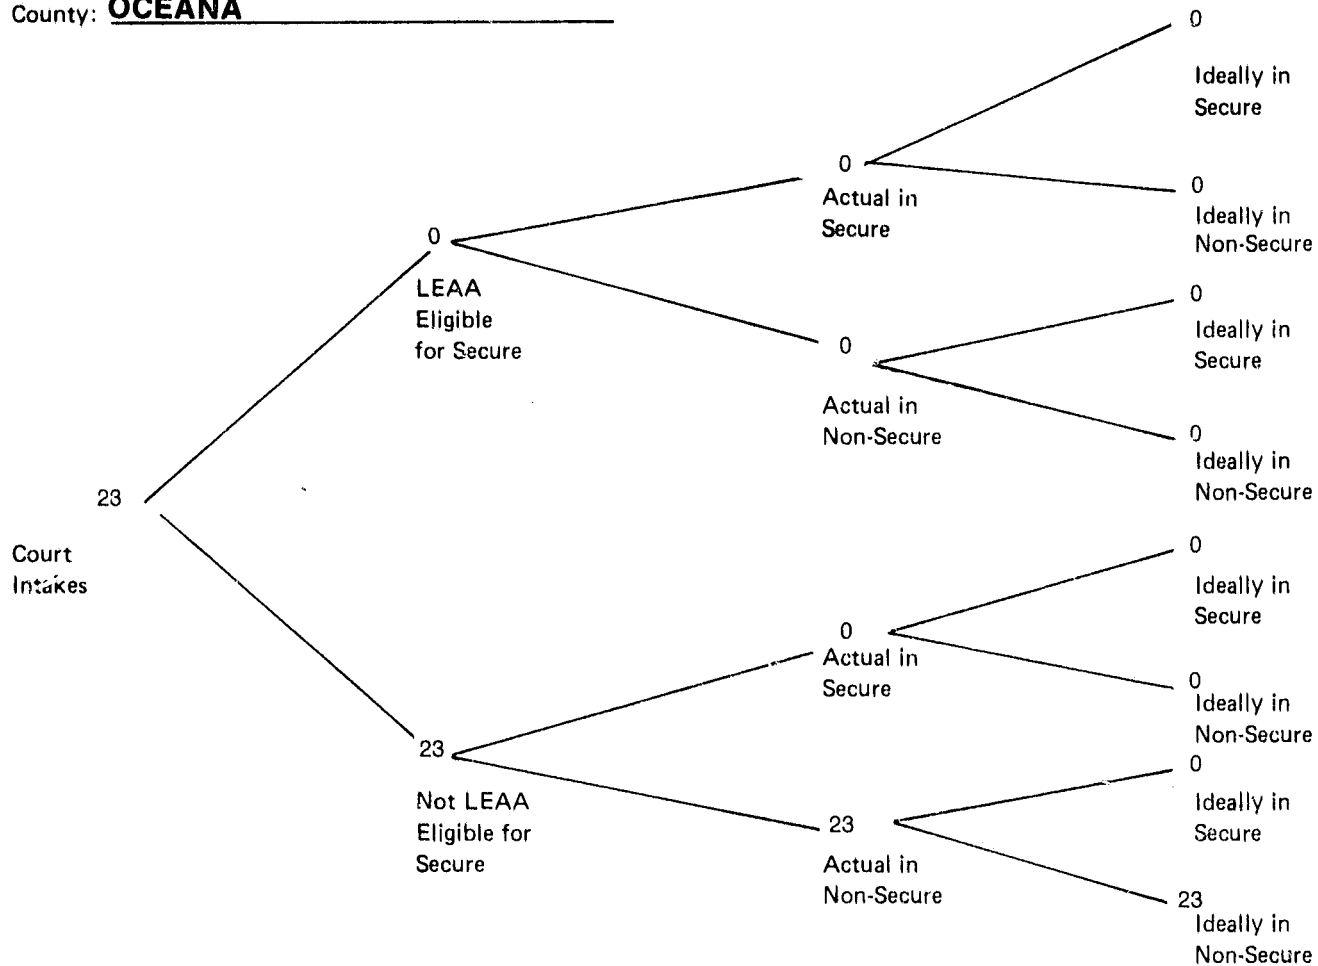 County: OCEANA
0
Ideally in
Secure
0
Actual in
Secure
0
Ideally in
Non-Secure
0
LEAA
Eligible
for Secure
0
Ideally in
Secure
0
Actual in
Non-Secure
0
Ideally in
Non-Secure
23
Court
Intakes
0
Ideally in
Secure
0
Actual in
Secure
0
Ideally in
Non-Secure
23
Not LEAA
Eligible for
Secure
0
Ideally in
Secure
23
Actual in
Non-Secure
23
Ideally in
Non-Secure